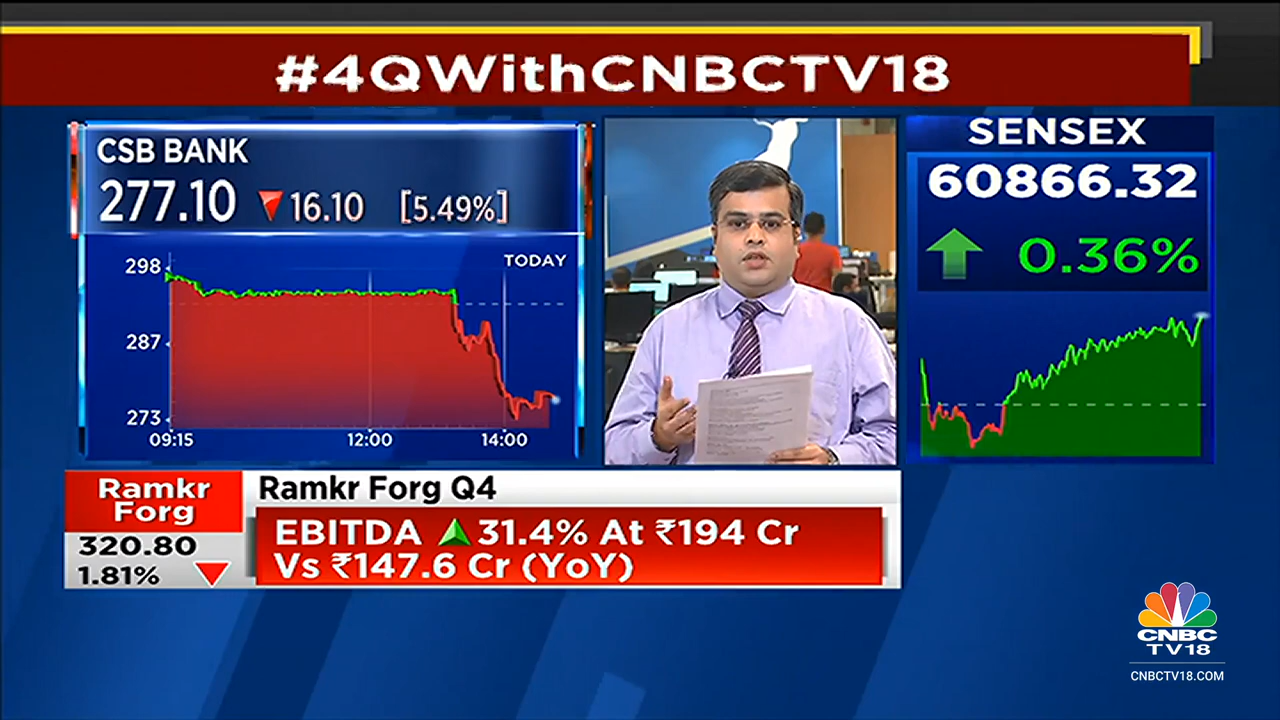 #4QWithCNBCTV18
CSB BANK
277.10 ▼ 16.10 [5.49%]
TODAY
298
287
273
09:15 12:00 14:00
SENSEX
60866.32
0.36%
Ramkr
Forg
320.80
1.81%
Ramkr Forg Q4
EBITDA ▲ 31.4% At ₹194 Cr
Vs ₹147.6 Cr (YoY)
CNBC
TV18
CNBCTV18.COM